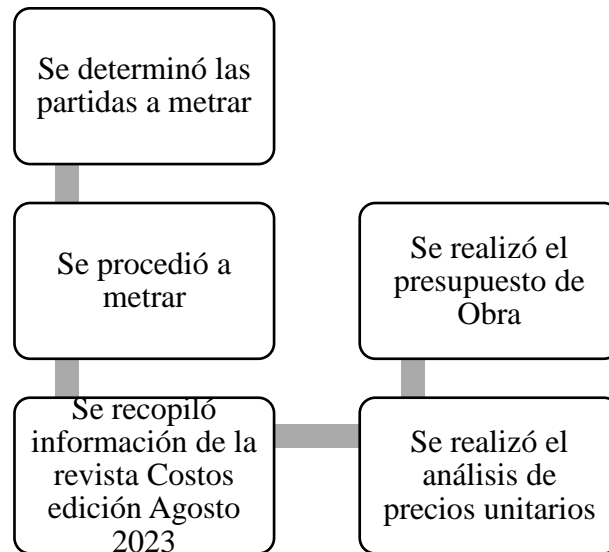 Se determinó las
partidas a metrar
Se procedió a
metrar
Se recopiló
información de la
revista Costos
edición Agosto
2023
Se realizó el
análisis de
precios unitarios
Se realizó el
presupuesto de
Obra